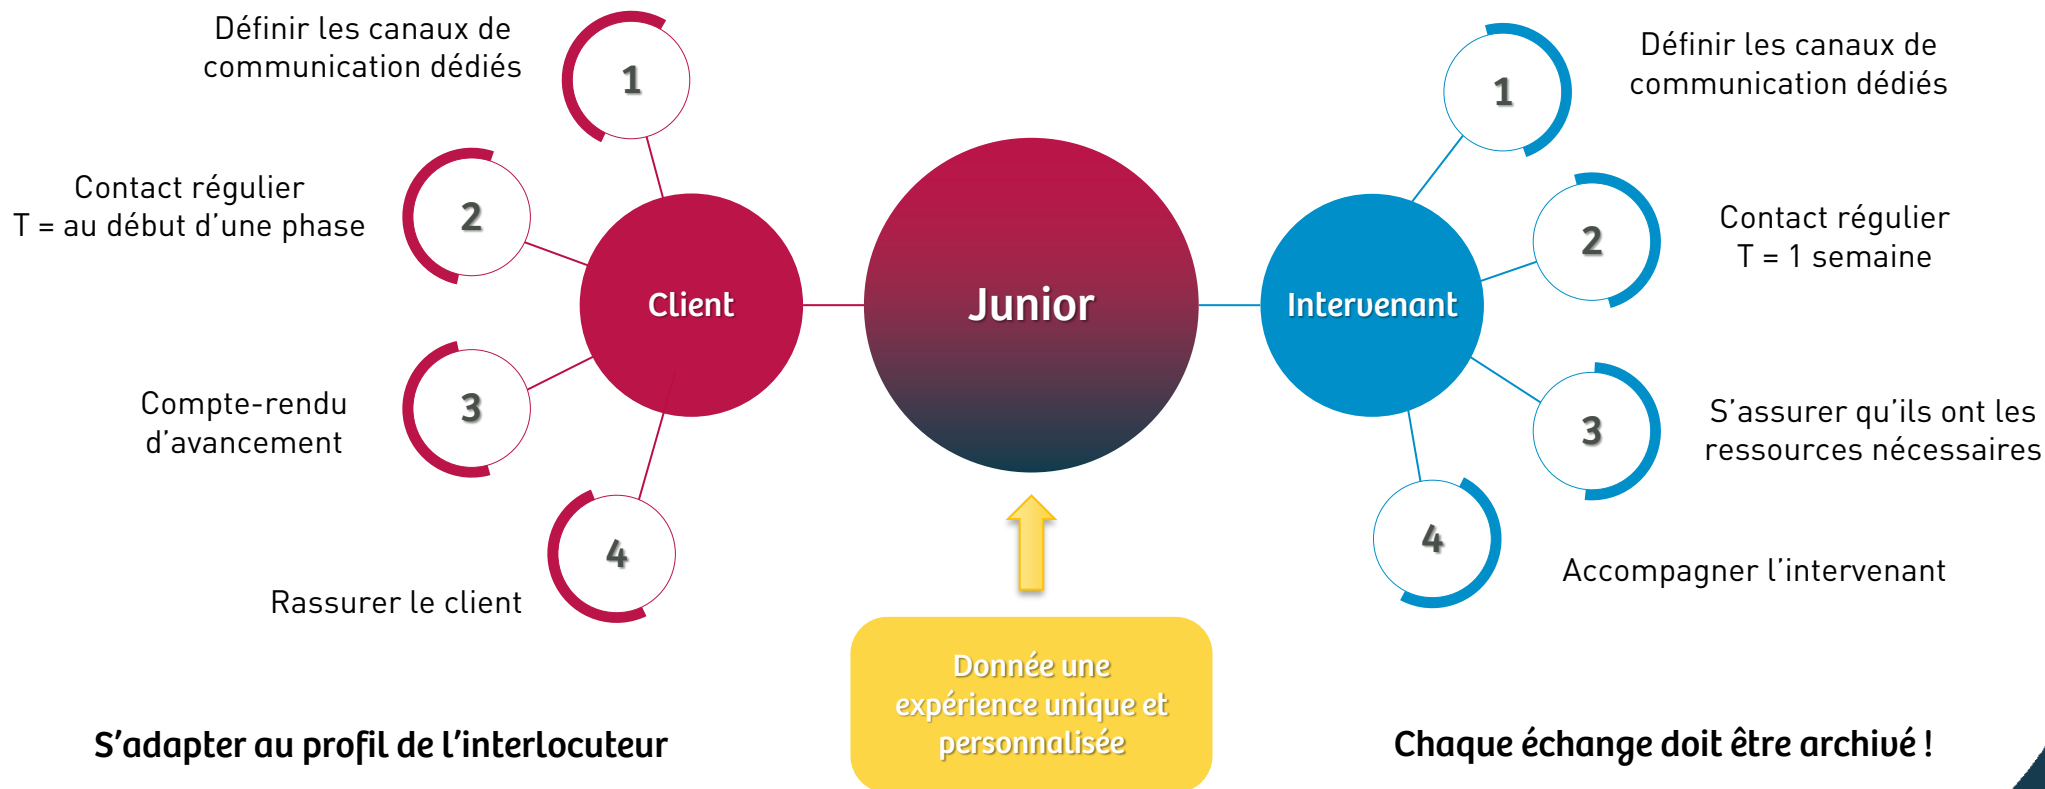 Définir les canaux de
communication dédiés
1
Contact régulier
T = au début d'une phase
2
Compte-rendu
d'avancement
3
Rassurer le client
4
Client
Junior
Intervenant
1
Définir les canaux de
communication dédiés
2
Contact régulier
T = 1 semaine
3
S'assurer qu'ils ont les
ressources nécessaires
4
Accompagner l'intervenant
Donnée une
expérience unique et
personnalisée
S'adapter au profil de l'interlocuteur
Chaque échange doit être archivé !